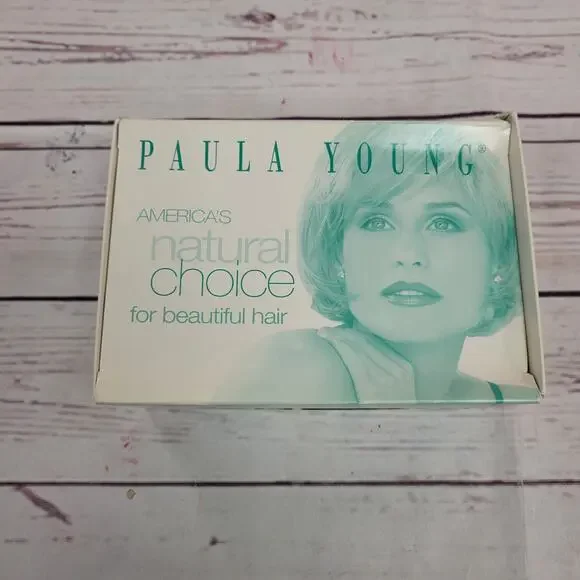 PAULA YOUNG®
AMERICA'S
natural
choice
for beautiful hair